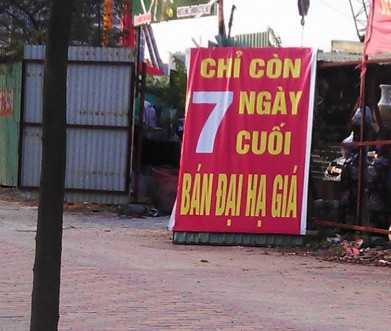 CHỈ CÒN
7 NGÀY
CUỐI
BÁN ĐẠI HẠ GIÁ